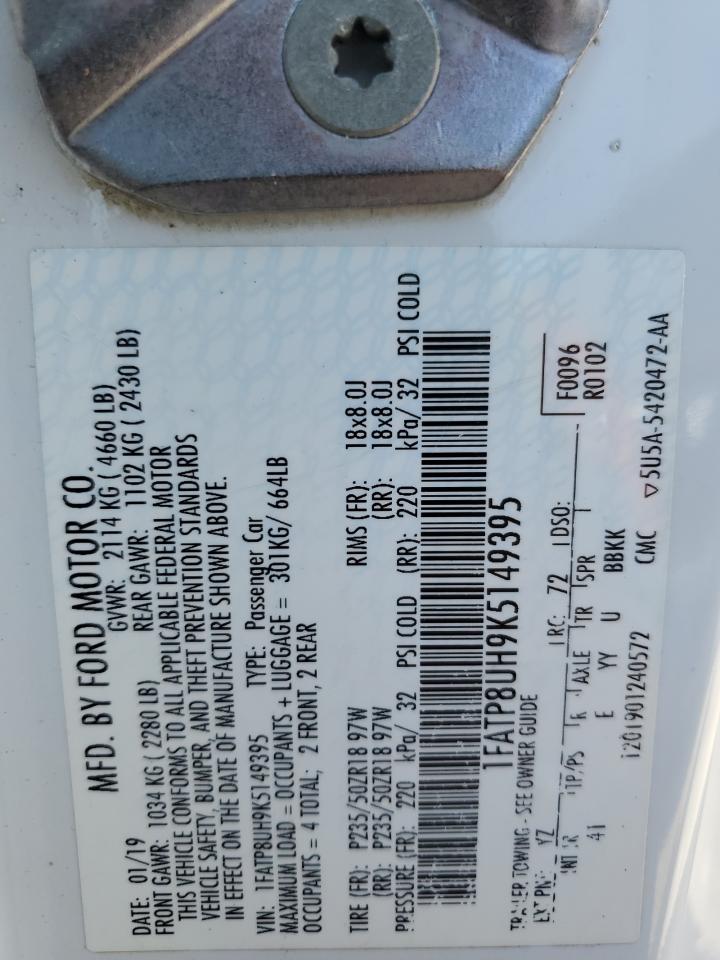 MFD. BY FORD MOTOR CO.
DATE: 01/19 GVWR: 2114 KG ( 4660 LB)
FRONT GAWR: 1034 KG ( 2280 LB) REAR GAWR: 1102 KG ( 2430 LB)
THIS VEHICLE CONFORMS TO ALL APPLICABLE FEDERAL MOTOR
VEHICLE SAFETY, BUMPER, AND THEFT PREVENTION STANDARDS
IN EFFECT ON THE DATE OF MANUFACTURE SHOWN ABOVE.
VIN: 1FATP8UH9K5149395 TYPE: Passenger Car
MAXIMUM LOAD = OCCUPANTS + LUGGAGE = 301KG/ 664LB
OCCUPANTS = 4 TOTAL; 2 FRONT, 2 REAR
TIRE (FR): P235/50ZR18 97W RIMS (FR): 18x8.0J
(RR): P235/50ZR18 97W (RR): 18x8.0J
PRESSURE (FR): 220 kPa/ 32 PSI COLD (RR): 220 kPa/ 32 PSI COLD
1FATP8UH9K5149395
TRAILER TOWING - SEE OWNER GUIDE
EXT PNT: YZ RC: 72 DSO: F0096
R0102
INT TR TP/PS R AXLE TR SPR
41 E YY U BBKK
i201901240572 CMC ▽5U5A-5420472-AA